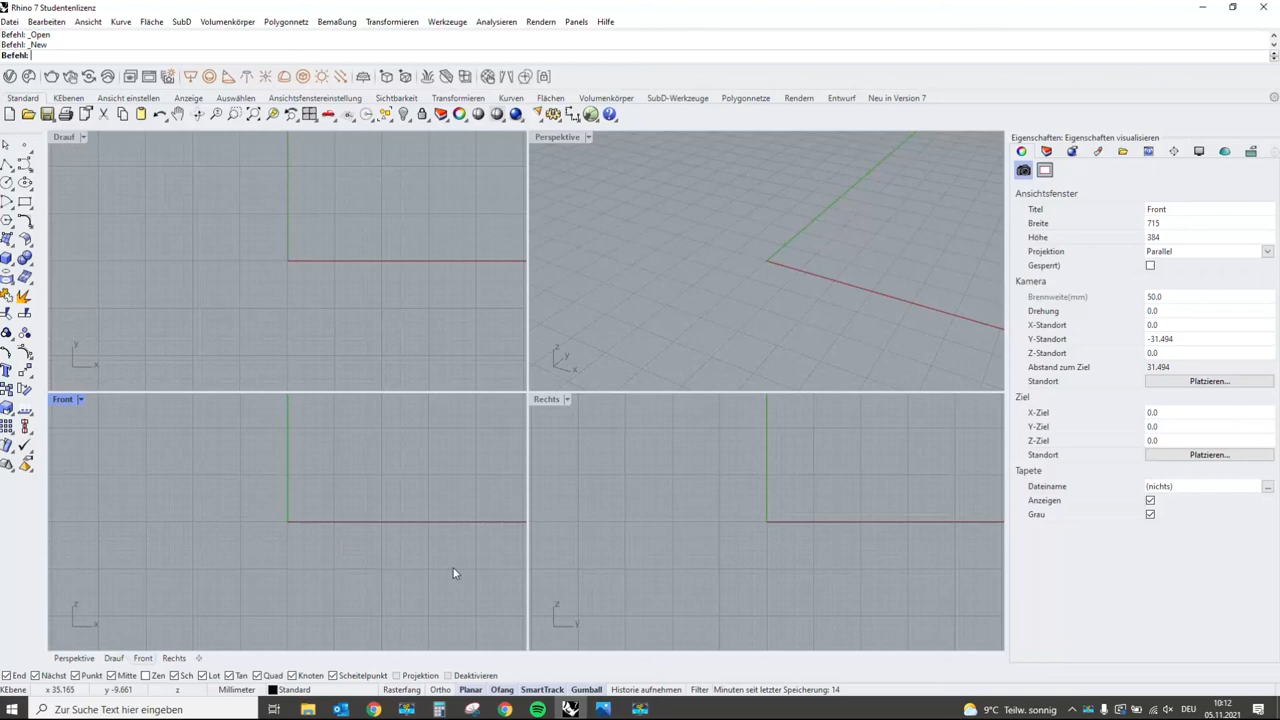 Rhino 7 Studentenlizenz
Datei Bearbeiten Ansicht Kurve Fläche SubD Volumenkörper Polygonnetz Bemaßung Transformieren Werkzeuge Analysieren Rendern Panels Hilfe
Befehl: _Open
Befehl: _New
Befehl:
Standard KEbenen Ansicht einstellen Anzeige Auswählen Ansichtsfenstereinstellung Sichtbarkeit Transformieren Kurven Flächen Volumenkörper SubD-Werkzeuge Polygonnetze Rendern Entwurf Neu in Version 7
Drauf
Perspektive
Eigenschaften: Eigenschaften visualisieren
Ansichtsfenster
Titel Front
Breite 715
Höhe 384
Projektion Parallel
Gesperrt)
Kamera
Brennweite(mm) 50.0
Drehung 0.0
X-Standort 0.0
Y-Standort -31.494
Z-Standort 0.0
Abstand zum Ziel 31.494
Standort Platzieren...
Ziel
X-Ziel 0.0
Y-Ziel 0.0
Z-Ziel 0.0
Standort Platzieren...
Tapete
Dateiname (nichts) ...
Anzeigen
Grau
y
x
z
y
x
Front
Rechts
z
x
z
y
Perspektive Drauf Front Rechts
End Nächst Punkt Mitte Zen Sch Lot Tan Quad Knoten Scheitelpunkt Projektion Deaktivieren
KEbene x 35.165 y -9.661 z Millimeter Standard Rasterfang Ortho Planar Ofang SmartTrack Gumball Historie aufnehmen Filter Minuten seit letzter Speicherung: 14
Zur Suche Text hier eingeben
9°C Teilw. sonnig
DEU
10:12
05.11.2021